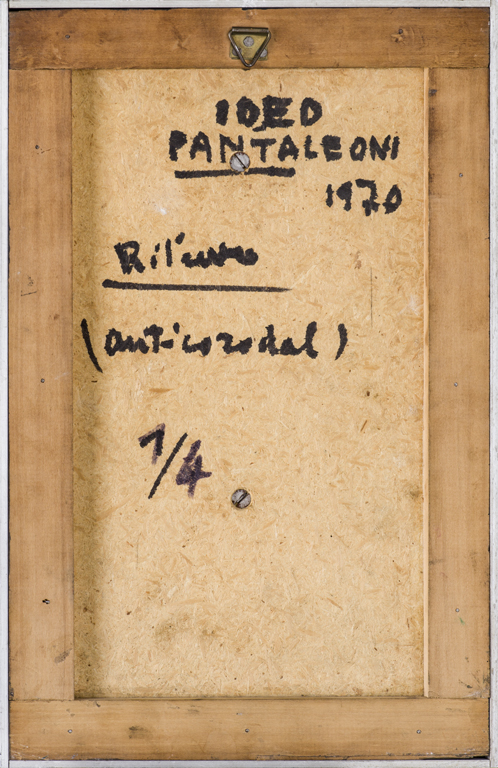 IDEO
PANTALEONI
1970
Rilievo
(anticorodal)
1/4